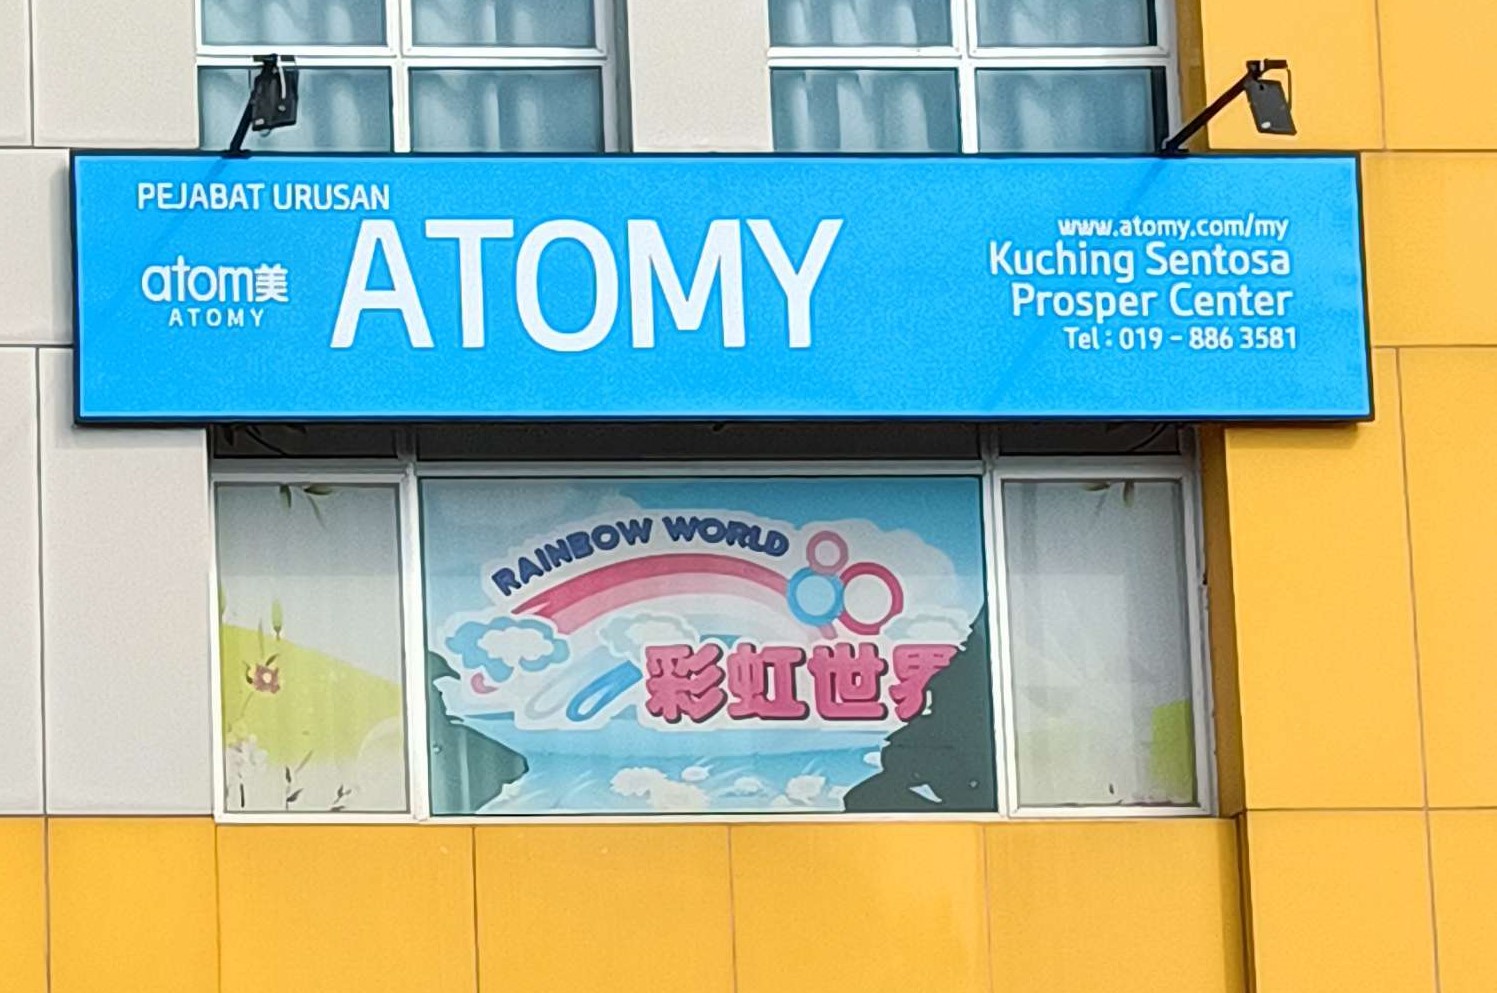 PEJABAT URUSAN
atom美
ATOMY
ATOMY
www.atomy.com/my
Kuching Sentosa
Prosper Center
Tel : 019 - 886 3581
RAINBOW WORLD
彩虹世界